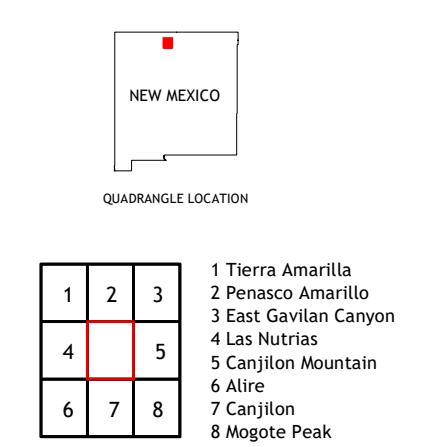 NEW MEXICO
QUADRANGLE LOCATION
1 2 3
4 5
6 7 8
1 Tierra Amarilla
2 Penasco Amarillo
3 East Gavilan Canyon
4 Las Nutrias
5 Canjilon Mountain
6 Alire
7 Canjilon
8 Mogote Peak